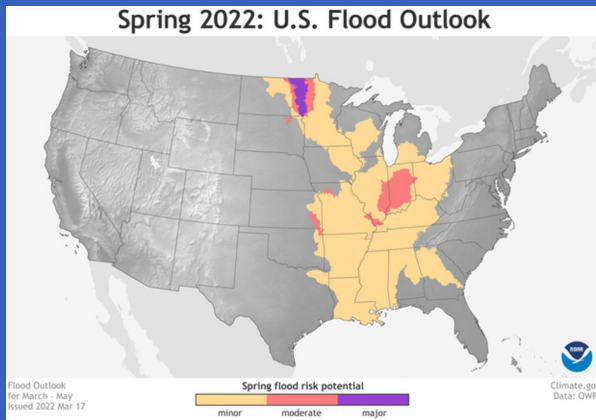 Spring 2022: U.S. Flood Outlook
NOAA
Flood Outlook
for March - May
Issued 2022 Mar 17
Spring flood risk potential
minor moderate major
Climate.go
Data: OWP